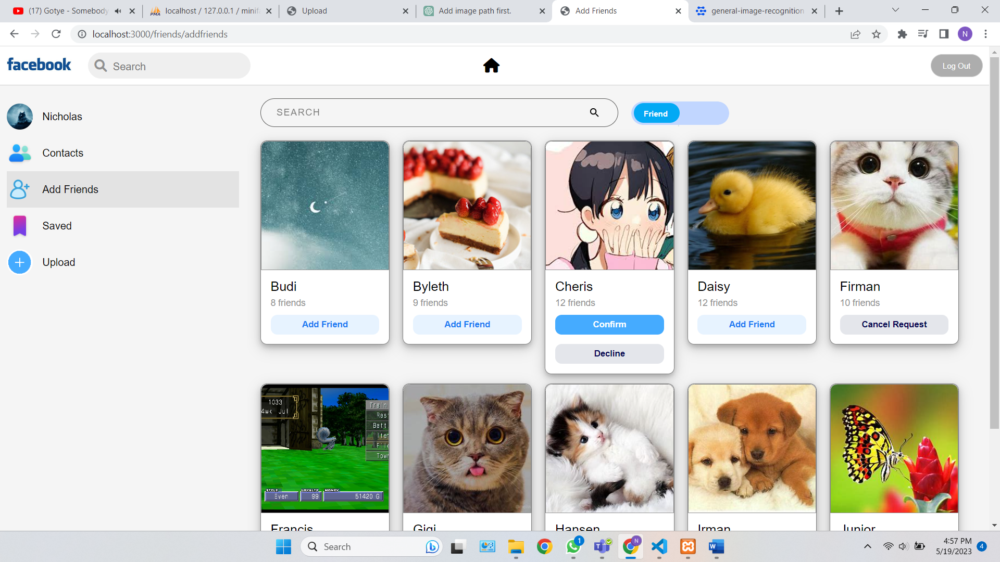 (17) Gotye - Somebody
localhost / 127.0.0.1 / minif
Upload
Add image path first.
Add Friends
general-image-recognition
localhost:3000/friends/addfriends
N
facebook
Search
Log Out
Nicholas
Contacts
Add Friends
Saved
Upload
SEARCH
Friend
Budi
8 friends
Add Friend
Byleth
9 friends
Add Friend
Cheris
12 friends
Confirm
Decline
Daisy
12 friends
Add Friend
Firman
10 friends
Cancel Request
1033
4wk Jul
Train
Res
Batt
Ite
File
Town
STYLE
Even
LOYALTY
99
MONEY
51420 G
Francis
Gigi
Hansen
Irman
Junior
Search
1
N
4:57 PM
5/19/2023
4